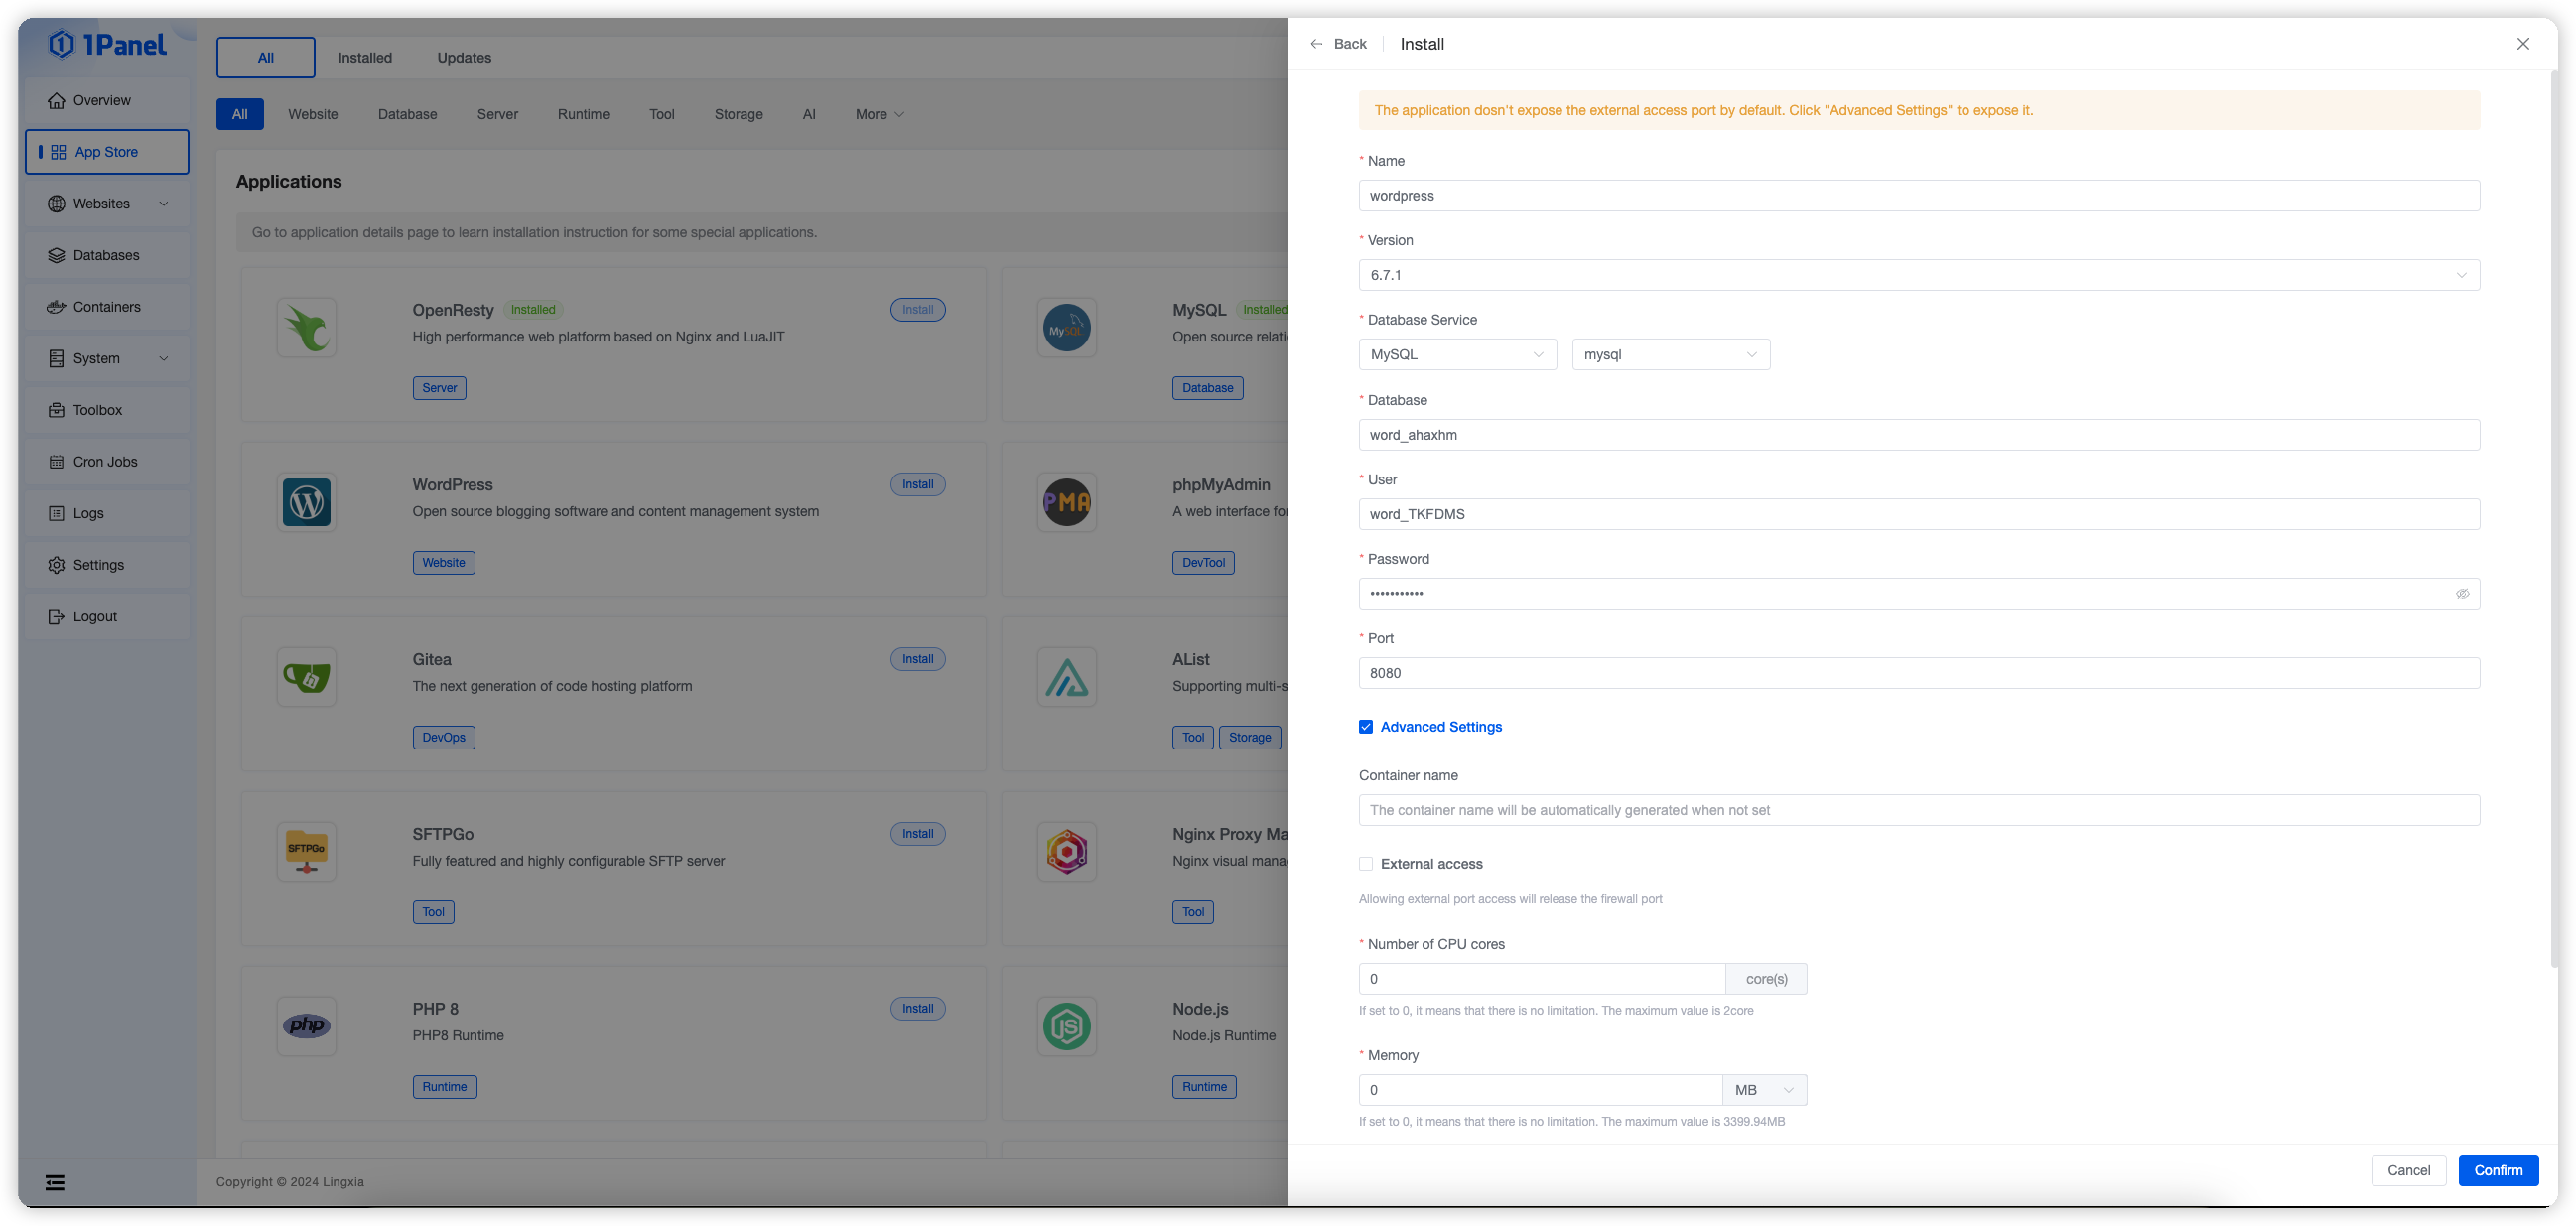 1Panel
Overview
App Store
Websites
Databases
Containers
System
Toolbox
Cron Jobs
Logs
Settings
Logout
All
Installed
Updates
All
Website
Database
Server
Runtime
Tool
Storage
AI
More
Applications
Go to application details page to learn installation instruction for some special applications.
OpenResty
Installed
Install
High performance web platform based on Nginx and LuaJIT
Server
MySQL
MySQL
Installed
Open source relati
Database
WordPress
Install
Open source blogging software and content management system
Website
PMA
phpMyAdmin
A web interface for
DevTool
Gitea
Install
The next generation of code hosting platform
DevOps
AList
Supporting multi-s
Tool
Storage
SFTPGo
SFTPGo
Install
Fully featured and highly configurable SFTP server
Tool
Nginx Proxy Ma
Nginx visual manag
Tool
php
PHP 8
Install
PHP8 Runtime
Runtime
JS
Node.js
Node.js Runtime
Runtime
Copyright © 2024 Lingxia
Back
Install
The application dosn't expose the external access port by default. Click "Advanced Settings" to expose it.
* Name
wordpress
* Version
6.7.1
* Database Service
MySQL
mysql
* Database
word_ahaxhm
* User
word_TKFDMS
* Password
•••••••••••
* Port
8080
Advanced Settings
Container name
The container name will be automatically generated when not set
External access
Allowing external port access will release the firewall port
* Number of CPU cores
0 core(s)
If set to 0, it means that there is no limitation. The maximum value is 2core
* Memory
0 MB
If set to 0, it means that there is no limitation. The maximum value is 3399.94MB
Cancel
Confirm